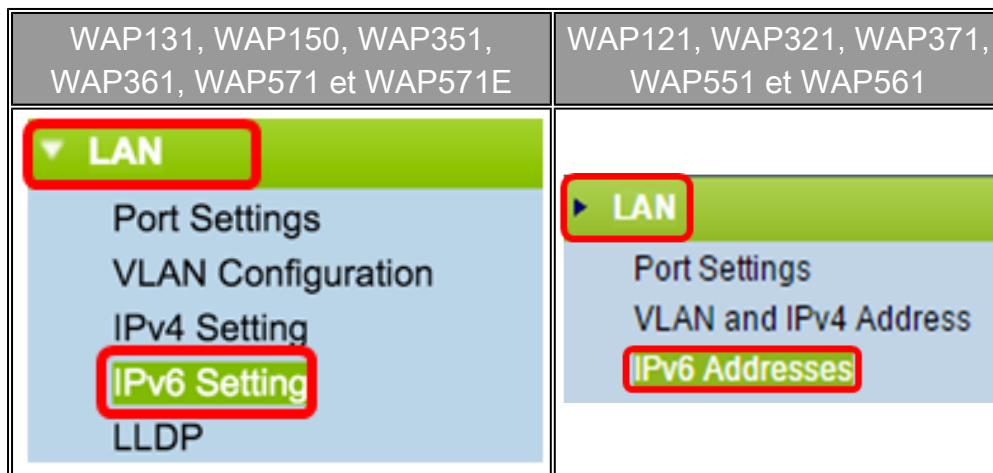 WAP131, WAP150, WAP351,
WAP361, WAP571 et WAP571E
WAP121, WAP321, WAP371,
WAP551 et WAP561
LAN
Port Settings
VLAN Configuration
IPv4 Setting
IPv6 Setting
LLDP
LAN
Port Settings
VLAN and IPv4 Address
IPv6 Addresses